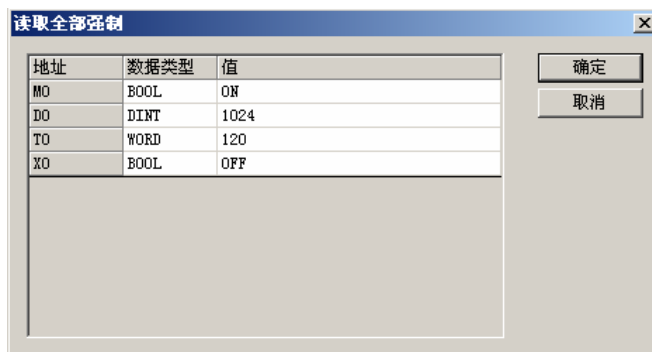 读取全部强制
地址 数据类型 值
M0 BOOL ON
D0 DINT 1024
T0 WORD 120
X0 BOOL OFF
确定
取消